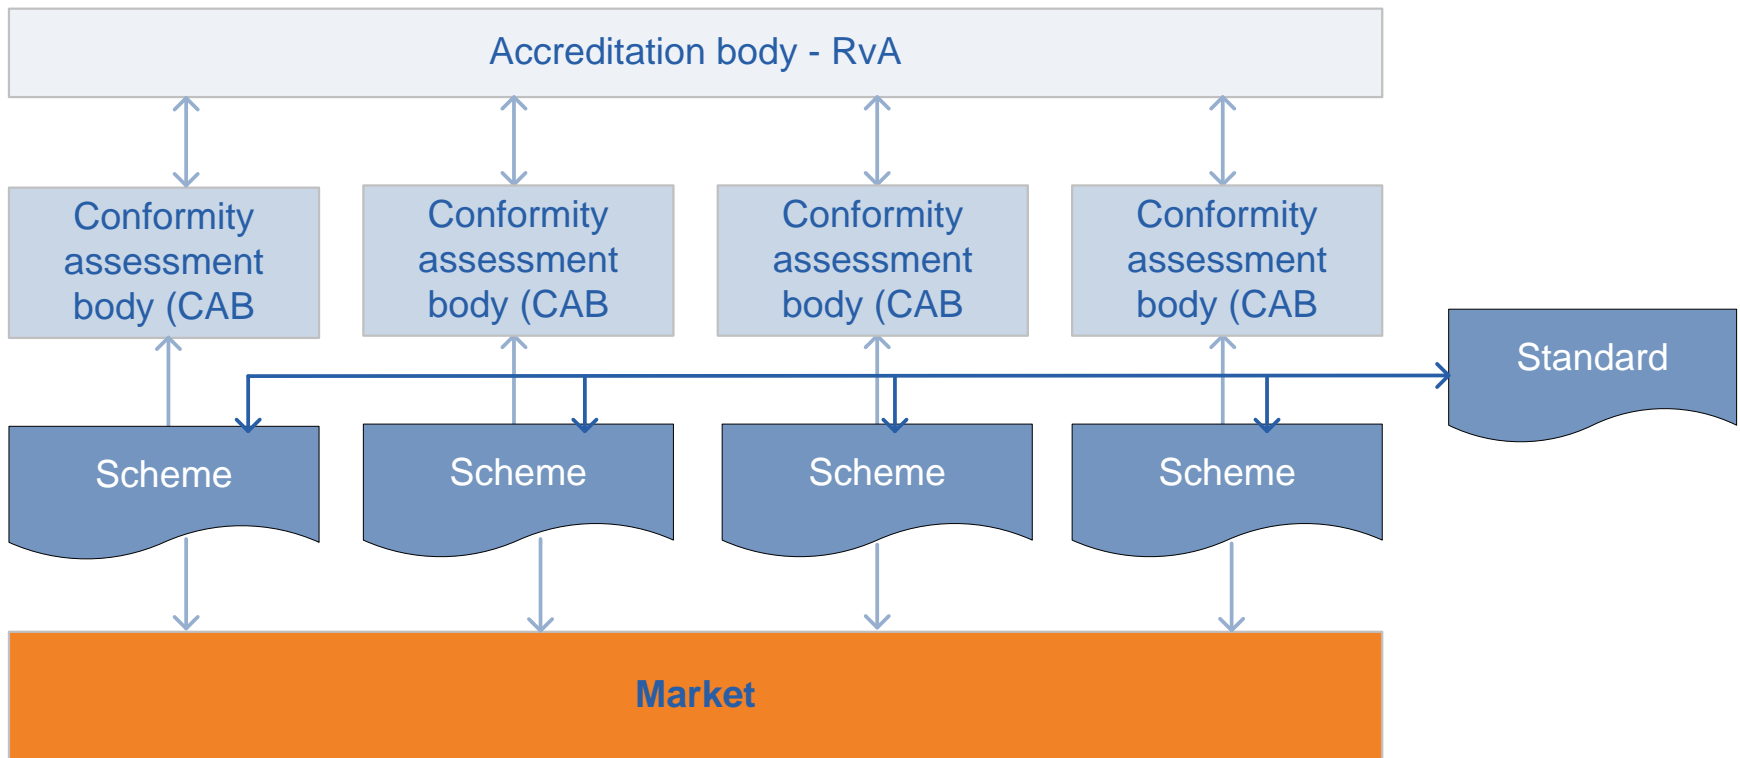 Accreditation body - RvA
Conformity
assessment
body (CAB
Conformity
assessment
body (CAB
Conformity
assessment
body (CAB
Conformity
assessment
body (CAB
Standard
Scheme
Scheme
Scheme
Scheme
Market